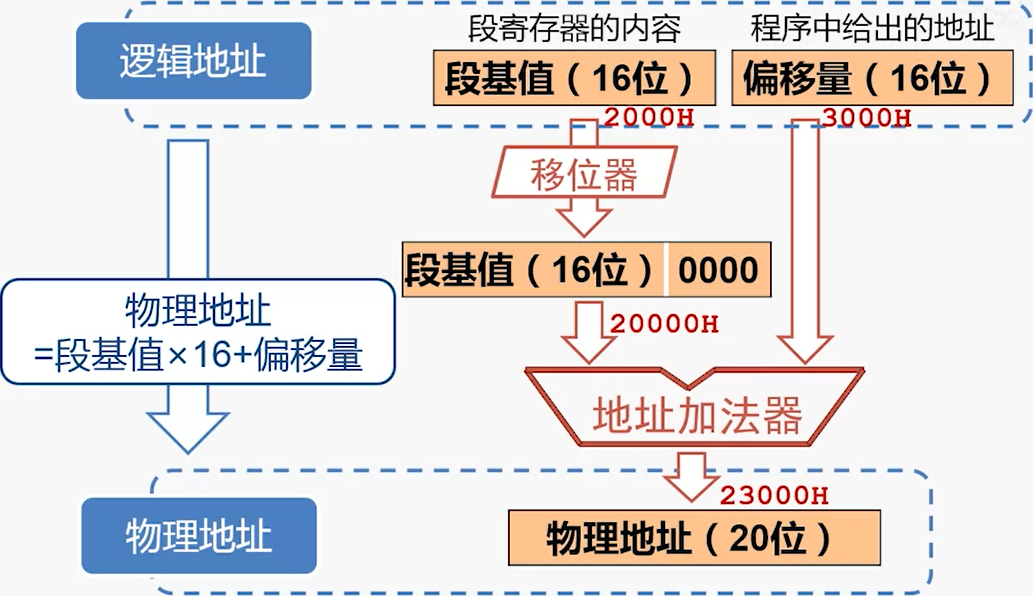 段寄存器的内容
程序中给出的地址
逻辑地址
段基值（16位）
偏移量（16位）
2000H
3000H
移位器
段基值（16位）
0000
物理地址
=段基值×16+偏移量
20000H
地址加法器
23000H
物理地址
物理地址（20位）